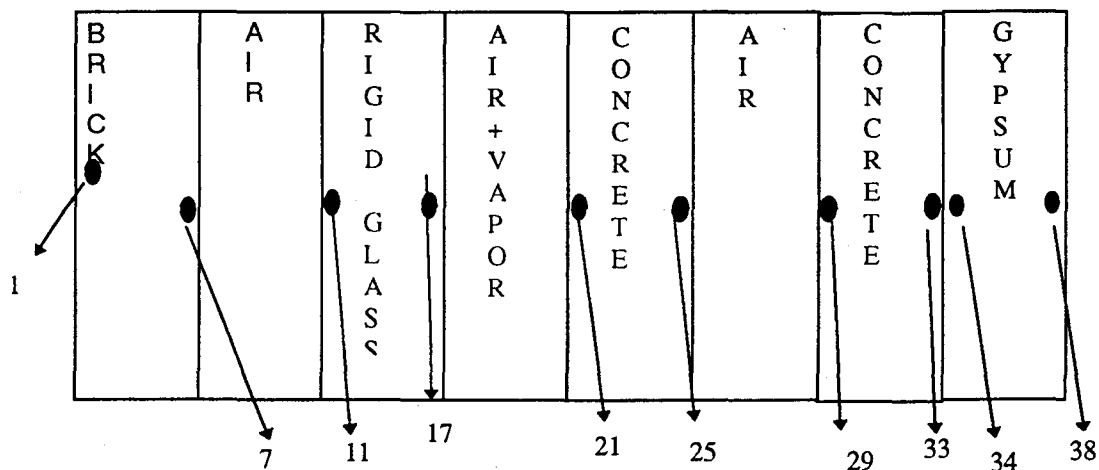 BRICK
AIR
RIGID GLASS
AIR+VAPOR
CONCRETE
AIR
CONCRETE
GYPSUM
1
7
11
17
21
25
29
33
34
38